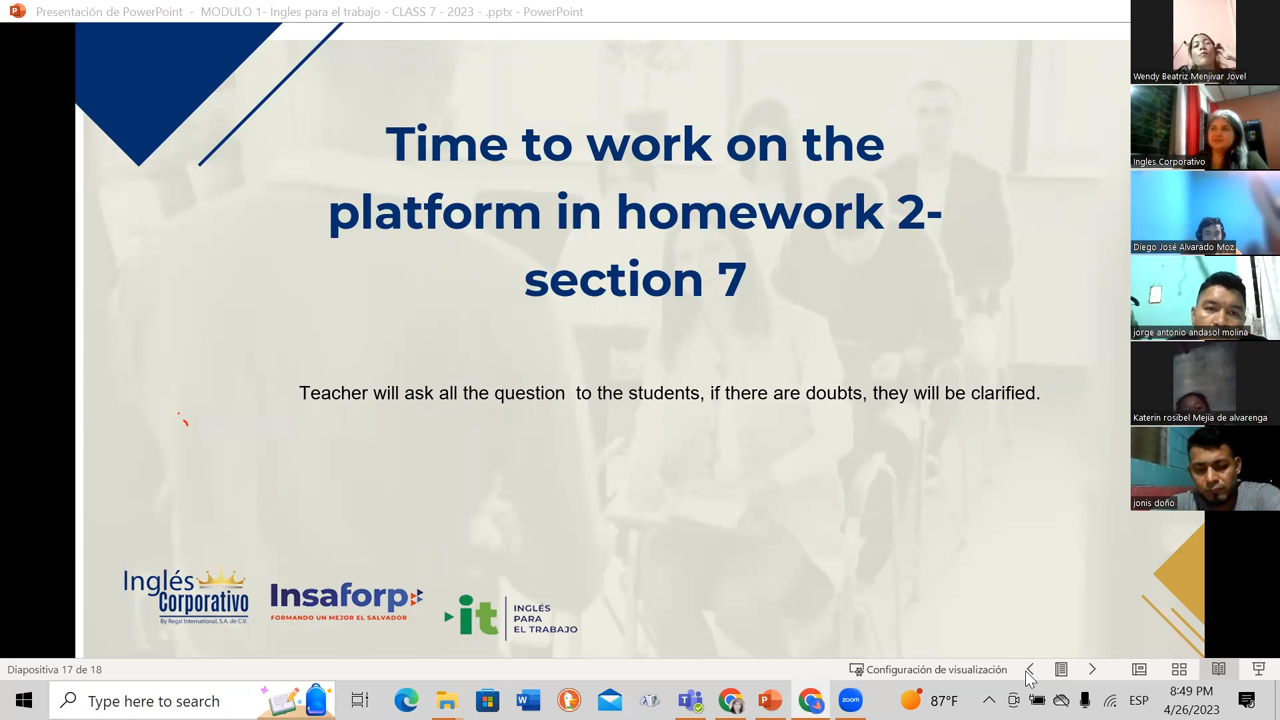 Presentación de PowerPoint - MODULO 1- Ingles para el trabajo - CLASS 7 - 2023 - .pptx - PowerPoint
Time to work on the
platform in homework 2-
section 7
Teacher will ask all the question to the students, if there are doubts, they will be clarified.
Inglés
Corporativo
By Regal International, S.A. de C.V.
Insaforp
FORMANDO UN MEJOR EL SALVADOR
it
INGLÉS
PARA
EL TRABAJO
Wendy Beatriz Menjivar Jovel
Ingles Corporativo
Diego José Alvarado Moz
jorge antonio andasol molina
Katerin rosibel Mejía de alvarenga
jonis doño
Diapositiva 17 de 18
Configuración de visualización
Type here to search
zoom
87°F
ESP
8:49 PM
4/26/2023